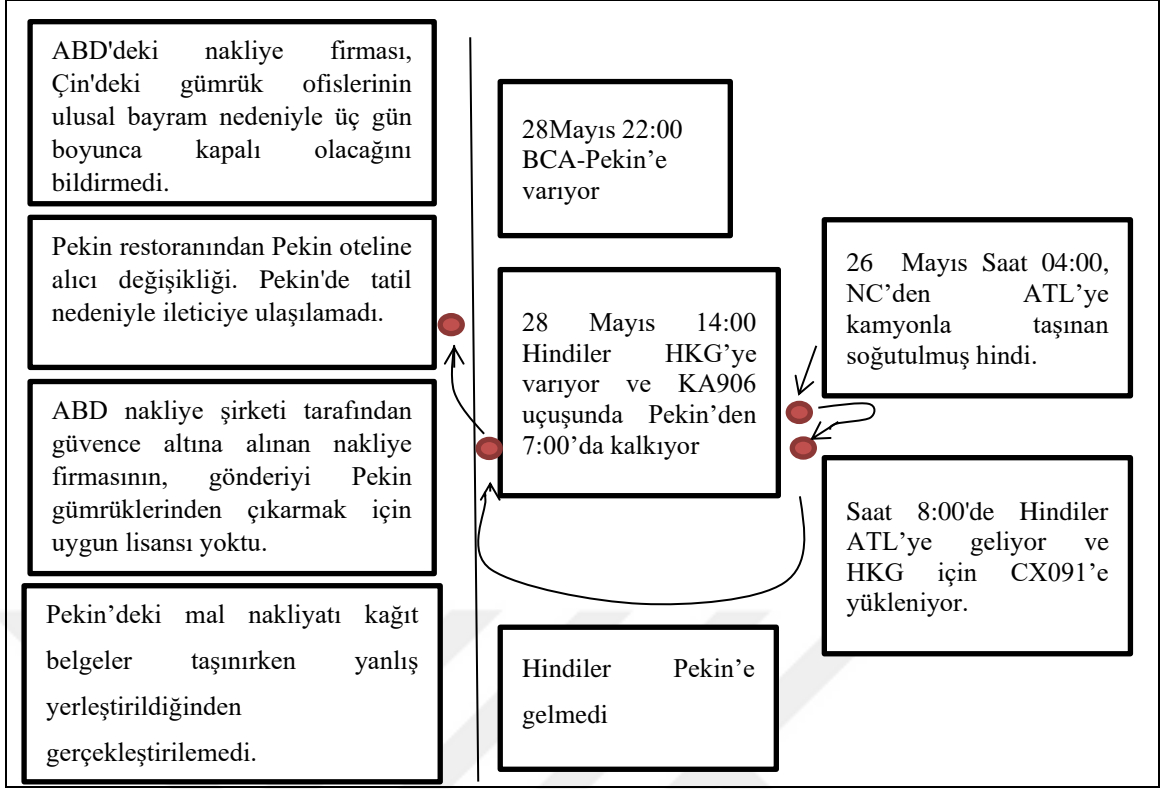 ABD'deki nakliye firması,
Çin'deki gümrük ofislerinin
ulusal bayram nedeniyle üç gün
boyunca kapalı olacağını
bildirmedi.
Pekin restoranından Pekin oteline
alıcı değişikliği. Pekin'de tatil
nedeniyle ileticiye ulaşılamadı.
ABD nakliye şirketi tarafından
güvence altına alınan nakliye
firmasının, gönderiyi Pekin
gümrüklerinden çıkarmak için
uygun lisansı yoktu.
Pekin’deki mal nakliyatı kağıt
belgeler taşınırken yanlış
yerleştirildiğinden
gerçekleştirilemedi.
28Mayıs 22:00
BCA-Pekin’e
varıyor
28 Mayıs 14:00
Hindiler HKG’ye
varıyor ve KA906
uçuşunda Pekin’den
7:00’da kalkıyor
Hindiler Pekin’e
gelmedi
26 Mayıs Saat 04:00,
NC’den ATL’ye
kamyonla taşınan
soğutulmuş hindi.
Saat 8:00'de Hindiler
ATL’ye geliyor ve
HKG için CX091’e
yükleniyor.